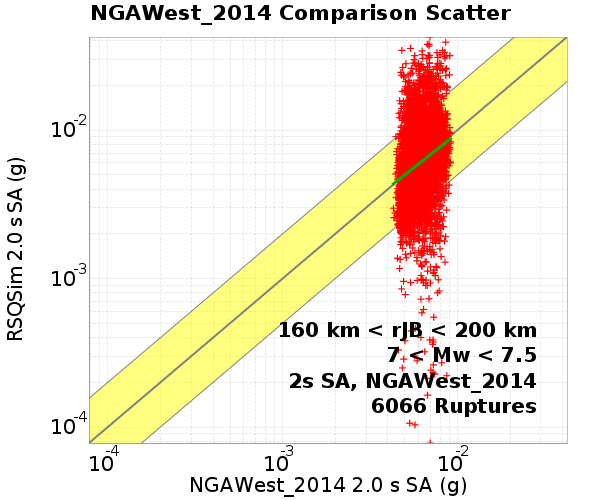 NGAWest_2014 Comparison Scatter
RSQSim 2.0 s SA (g)
10-2
10-3
10-4
160 km < rJB < 200 km
7 < Mw < 7.5
2s SA, NGAWest_2014
6066 Ruptures
10-4
10-3
10-2
NGAWest_2014 2.0 s SA (g)